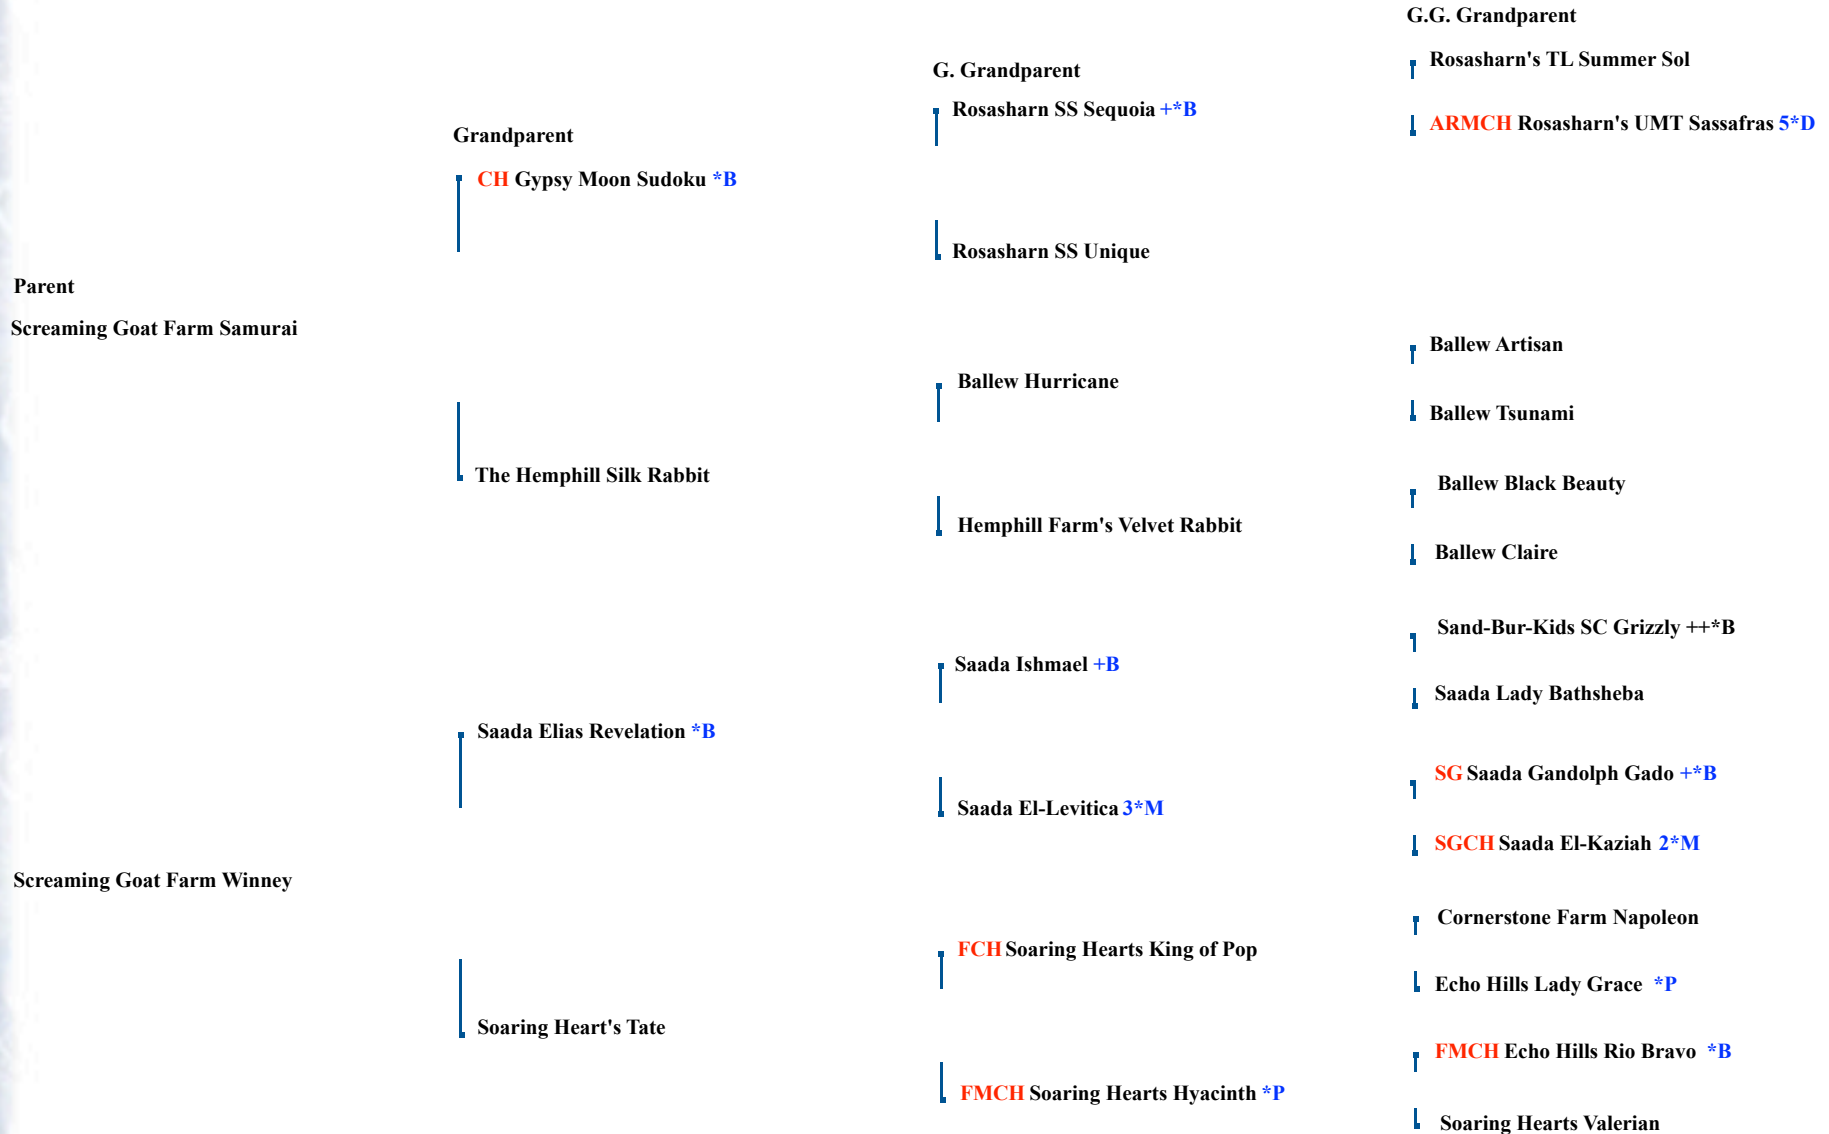 G.G. Grandparent
Rosasharn's TL Summer Sol
G. Grandparent
Rosasharn SS Sequoia +*B
ARMCH Rosasharn's UMT Sassafras 5*D
Grandparent
CH Gypsy Moon Sudoku *B
Rosasharn SS Unique
Parent
Screaming Goat Farm Samurai
Ballew Artisan
Ballew Hurricane
Ballew Tsunami
The Hemphill Silk Rabbit
Ballew Black Beauty
Hemphill Farm's Velvet Rabbit
Ballew Claire
Sand-Bur-Kids SC Grizzly ++*B
Saada Ishmael +B
Saada Lady Bathsheba
Saada Elias Revelation *B
SG Saada Gandolph Gado +*B
Saada El-Levitica 3*M
SGCH Saada El-Kaziah 2*M
Screaming Goat Farm Winney
Cornerstone Farm Napoleon
FCH Soaring Hearts King of Pop
Echo Hills Lady Grace *P
Soaring Heart's Tate
FMCH Echo Hills Rio Bravo *B
FMCH Soaring Hearts Hyacinth *P
Soaring Hearts Valerian